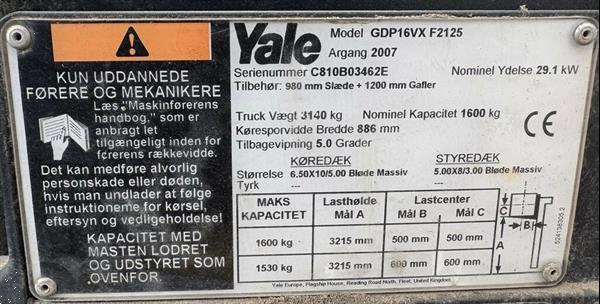 KUN UDDANNEDE
FØRERE OG MEKANIKERE
Læs "Maskinførerens
handbog," som er
anbragt let
tilgængeligt inden for
førerens rækkevidde.
Det kan medføre alvorlig
personskade eller døden,
hvis man undlader at følge
instruktionerne for kørsel,
eftersyn og vedligeholdelse!
KAPACITET MED
MASTEN LODRET
OG UDSTYRET SOM
OVENFOR.
Yale
Model GDP16VX F2125
Argang 2007
Serienummer C810B03462E Nominel Ydelse 29.1 kW
Tilbehør: 980 mm Slæde + 1200 mm Gafler
Truck Vægt 3140 kg Nominel Kapacitet 1600 kg
Køresporvidde Bredde 886 mm
Tilbagevipning 5.0 Grader
CE
KØREDÆK STYREDÆK
Størrelse 6.50X10/5.00 Bløde Massiv 5.00X8/3.00 Bløde Massiv
Tyrk --- ---
MAKS KAPACITET Lastholde Mål A Lastcenter Mål B Mål C
1600 kg 3215 mm 500 mm 500 mm
1530 kg 3215 mm 600 mm 600 mm
C
B
A
524138305.2
Yale Europe, Flagship House, Reading Road North, Fleet, United Kingdom